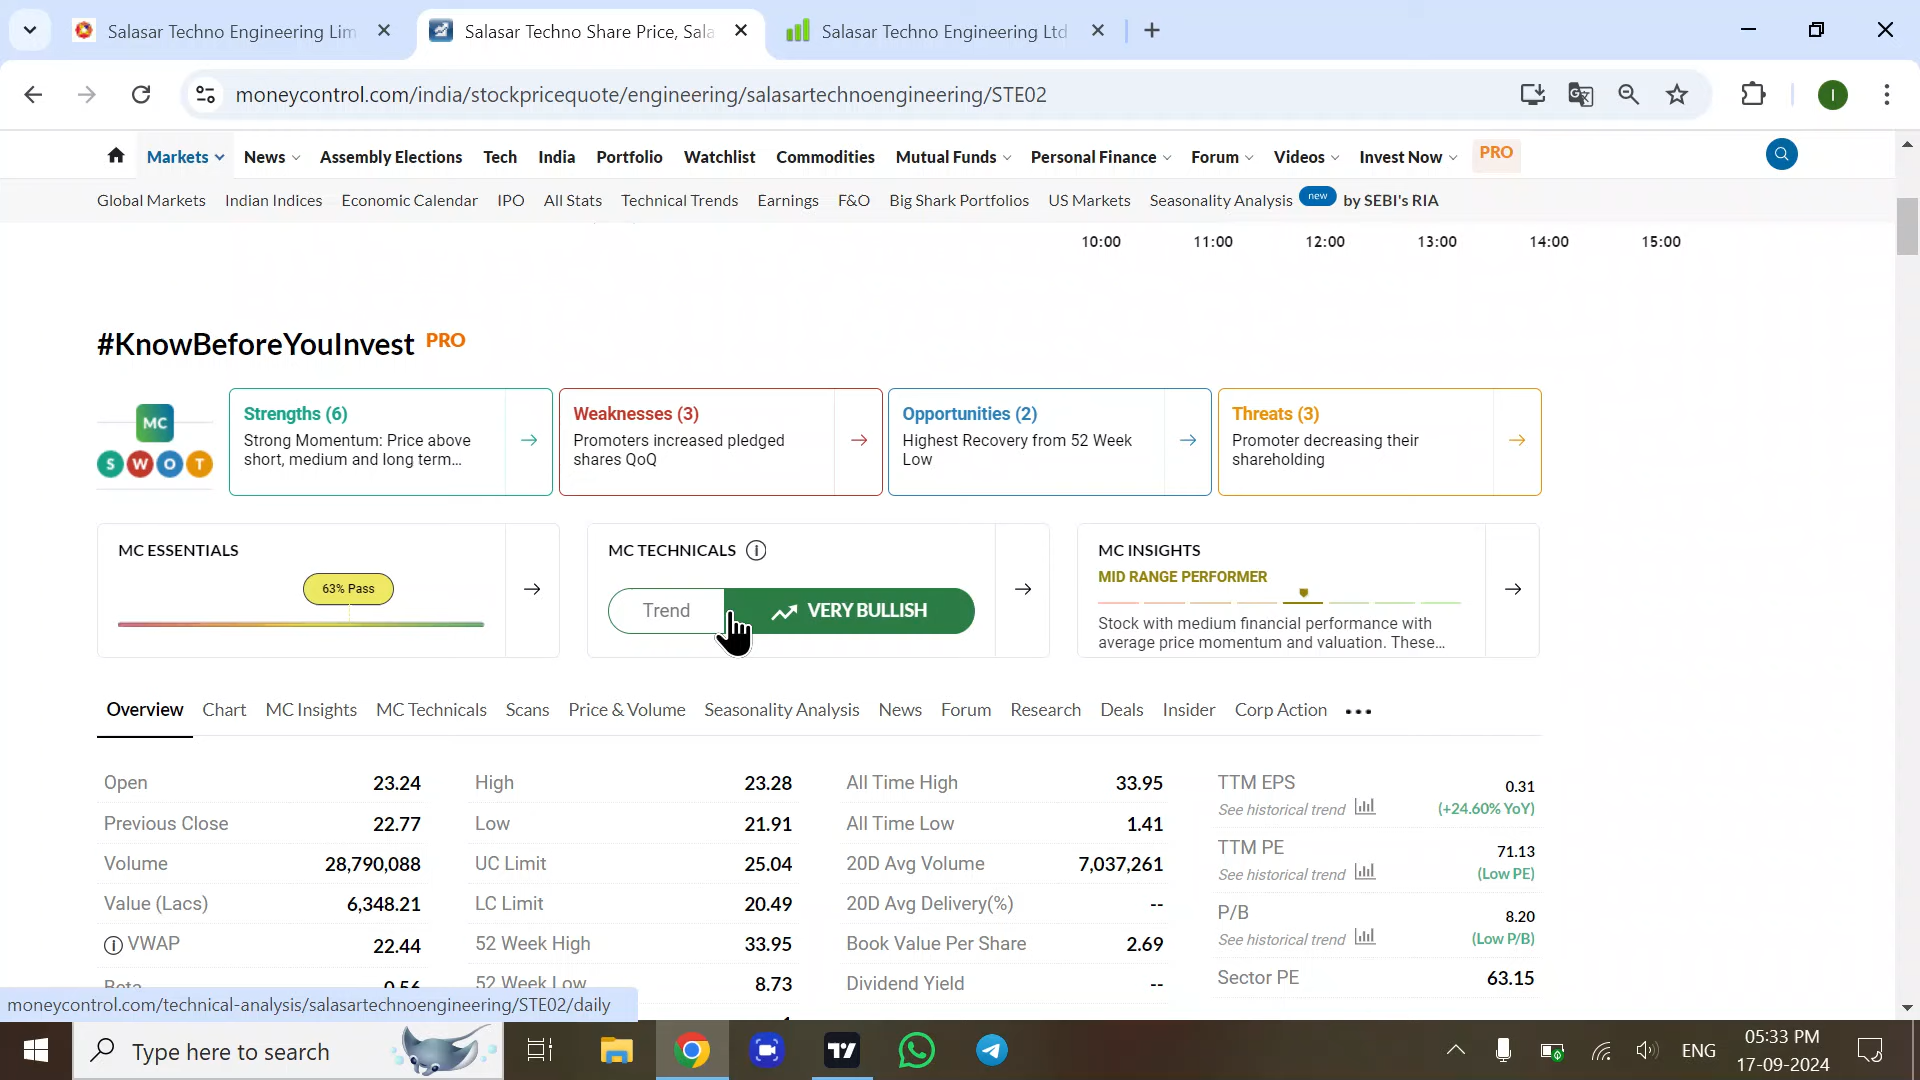 Salasar Techno Engineering Lim
Salasar Techno Share Price, Sala
Salasar Techno Engineering Ltd
moneycontrol.com/india/stockpricequote/engineering/salasartechnoengineering/STE02
I
Markets News Assembly Elections Tech India Portfolio Watchlist Commodities Mutual Funds Personal Finance Forum Videos Invest Now PRO
Global Markets Indian Indices Economic Calendar IPO All Stats Technical Trends Earnings F&O Big Shark Portfolios US Markets Seasonality Analysis new by SEBI's RIA
10:00 11:00 12:00 13:00 14:00 15:00
#KnowBeforeYouInvest PRO
MC
S W O T
Strengths (6)
Strong Momentum: Price above
short, medium and long term...
Weaknesses (3)
Promoters increased pledged
shares QoQ
Opportunities (2)
Highest Recovery from 52 Week
Low
Threats (3)
Promoter decreasing their
shareholding
MC ESSENTIALS
63% Pass
MC TECHNICALS
Trend VERY BULLISH
MC INSIGHTS
MID RANGE PERFORMER
Stock with medium financial performance with
average price momentum and valuation. These...
Overview Chart MC Insights MC Technicals Scans Price & Volume Seasonality Analysis News Forum Research Deals Insider Corp Action
Open 23.24
Previous Close 22.77
Volume 28,790,088
Value (Lacs) 6,348.21
VWAP 22.44
Beta 0.56
High 23.28
Low 21.91
UC Limit 25.04
LC Limit 20.49
52 Week High 33.95
52 Week Low 8.73
All Time High 33.95
All Time Low 1.41
20D Avg Volume 7,037,261
20D Avg Delivery(%) --
Book Value Per Share 2.69
Dividend Yield --
TTM EPS 0.31
See historical trend (+24.60% YoY)
TTM PE 71.13
See historical trend (Low PE)
P/B 8.20
See historical trend (Low P/B)
Sector PE 63.15
moneycontrol.com/technical-analysis/salasartechnoengineering/STE02/daily
Type here to search
ENG
05:33 PM
17-09-2024